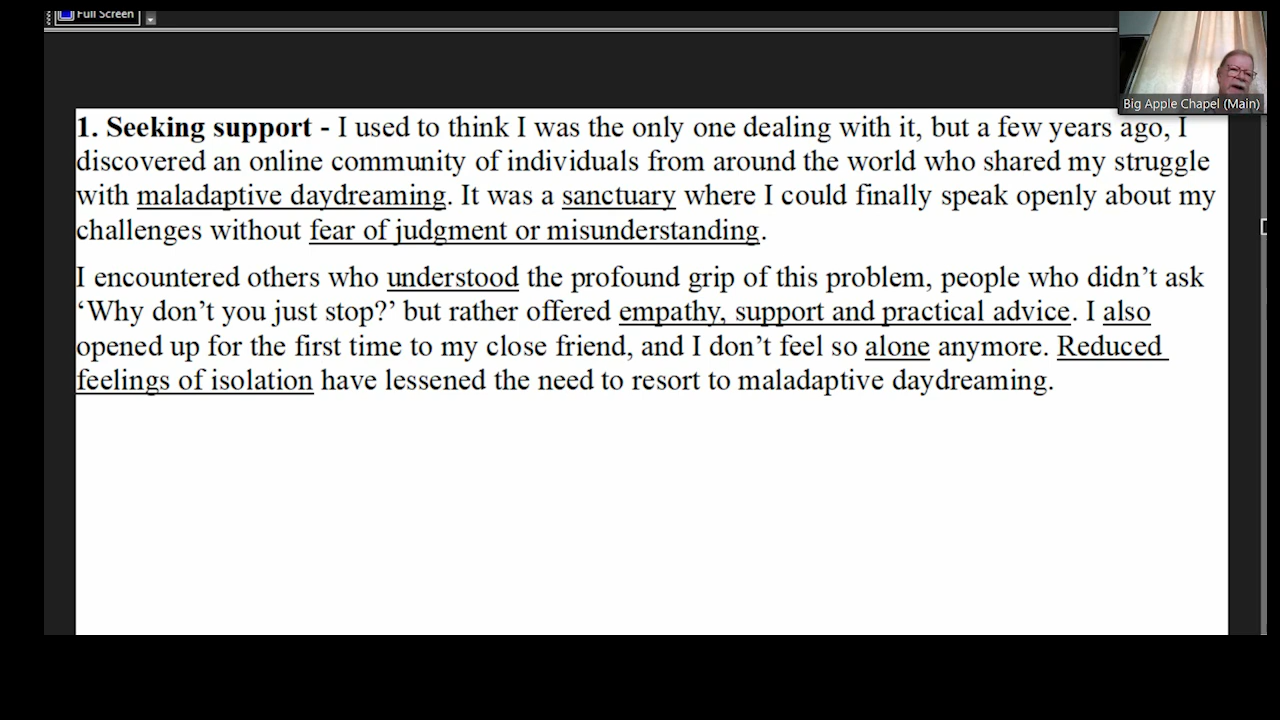 Full Screen
Big Apple Chapel (Main)
1. Seeking support - I used to think I was the only one dealing with it, but a few years ago, I
discovered an online community of individuals from around the world who shared my struggle
with maladaptive daydreaming. It was a sanctuary where I could finally speak openly about my
challenges without fear of judgment or misunderstanding.
I encountered others who understood the profound grip of this problem, people who didn’t ask
‘Why don’t you just stop?’ but rather offered empathy, support and practical advice. I also
opened up for the first time to my close friend, and I don’t feel so alone anymore. Reduced
feelings of isolation have lessened the need to resort to maladaptive daydreaming.